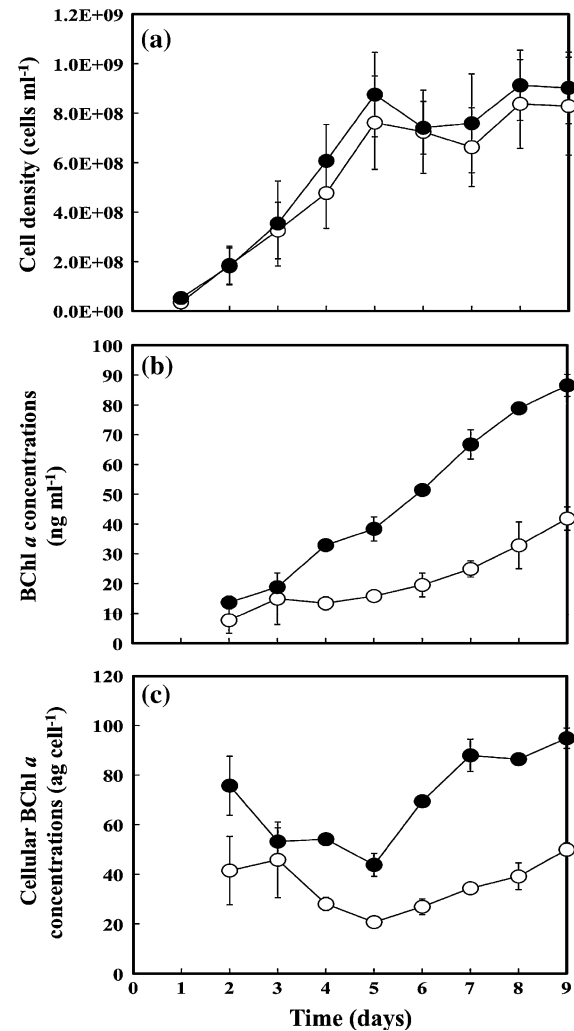 (a)
1.2E+09
1.0E+09
8.0E+08
6.0E+08
4.0E+08
2.0E+08
0.0E+00
Cell density (cells ml-1)
(b)
100
90
80
70
60
50
40
30
20
10
0
BChl a concentrations
(ng ml-1)
(c)
120
100
80
60
40
20
0
Cellular BChl a
concentrations (ag cell-1)
0 1 2 3 4 5 6 7 8 9
Time (days)